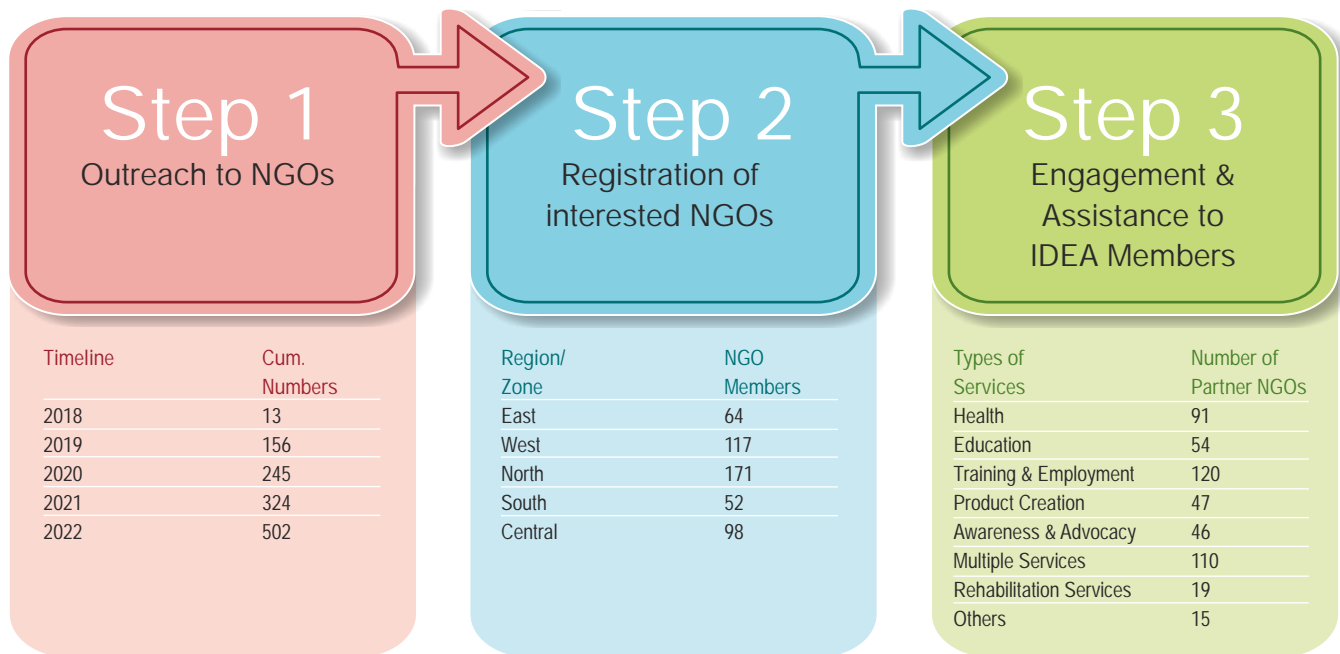 Step 1
Outreach to NGOs
Timeline Cum.
Numbers
2018 13
2019 156
2020 245
2021 324
2022 502
Step 2
Registration of
interested NGOs
Region/ NGO
Zone Members
East 64
West 117
North 171
South 52
Central 98
Step 3
Engagement &
Assistance to
IDEA Members
Types of Number of
Services Partner NGOs
Health 91
Education 54
Training & Employment 120
Product Creation 47
Awareness & Advocacy 46
Multiple Services 110
Rehabilitation Services 19
Others 15